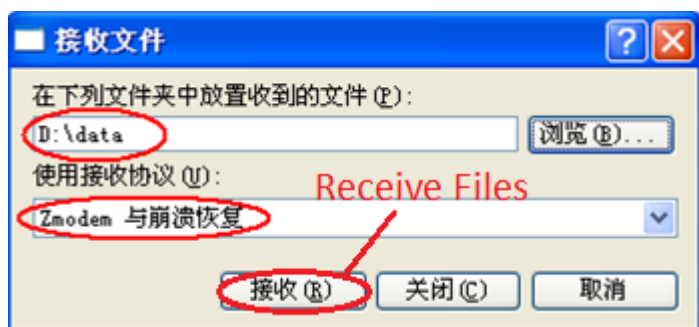 接收文件
在下列文件夹中放置收到的文件(P):
D:\data
浏览(B)...
使用接收协议(U):
Receive Files
Zmodem 与崩溃恢复
接收(R) 关闭(C) 取消